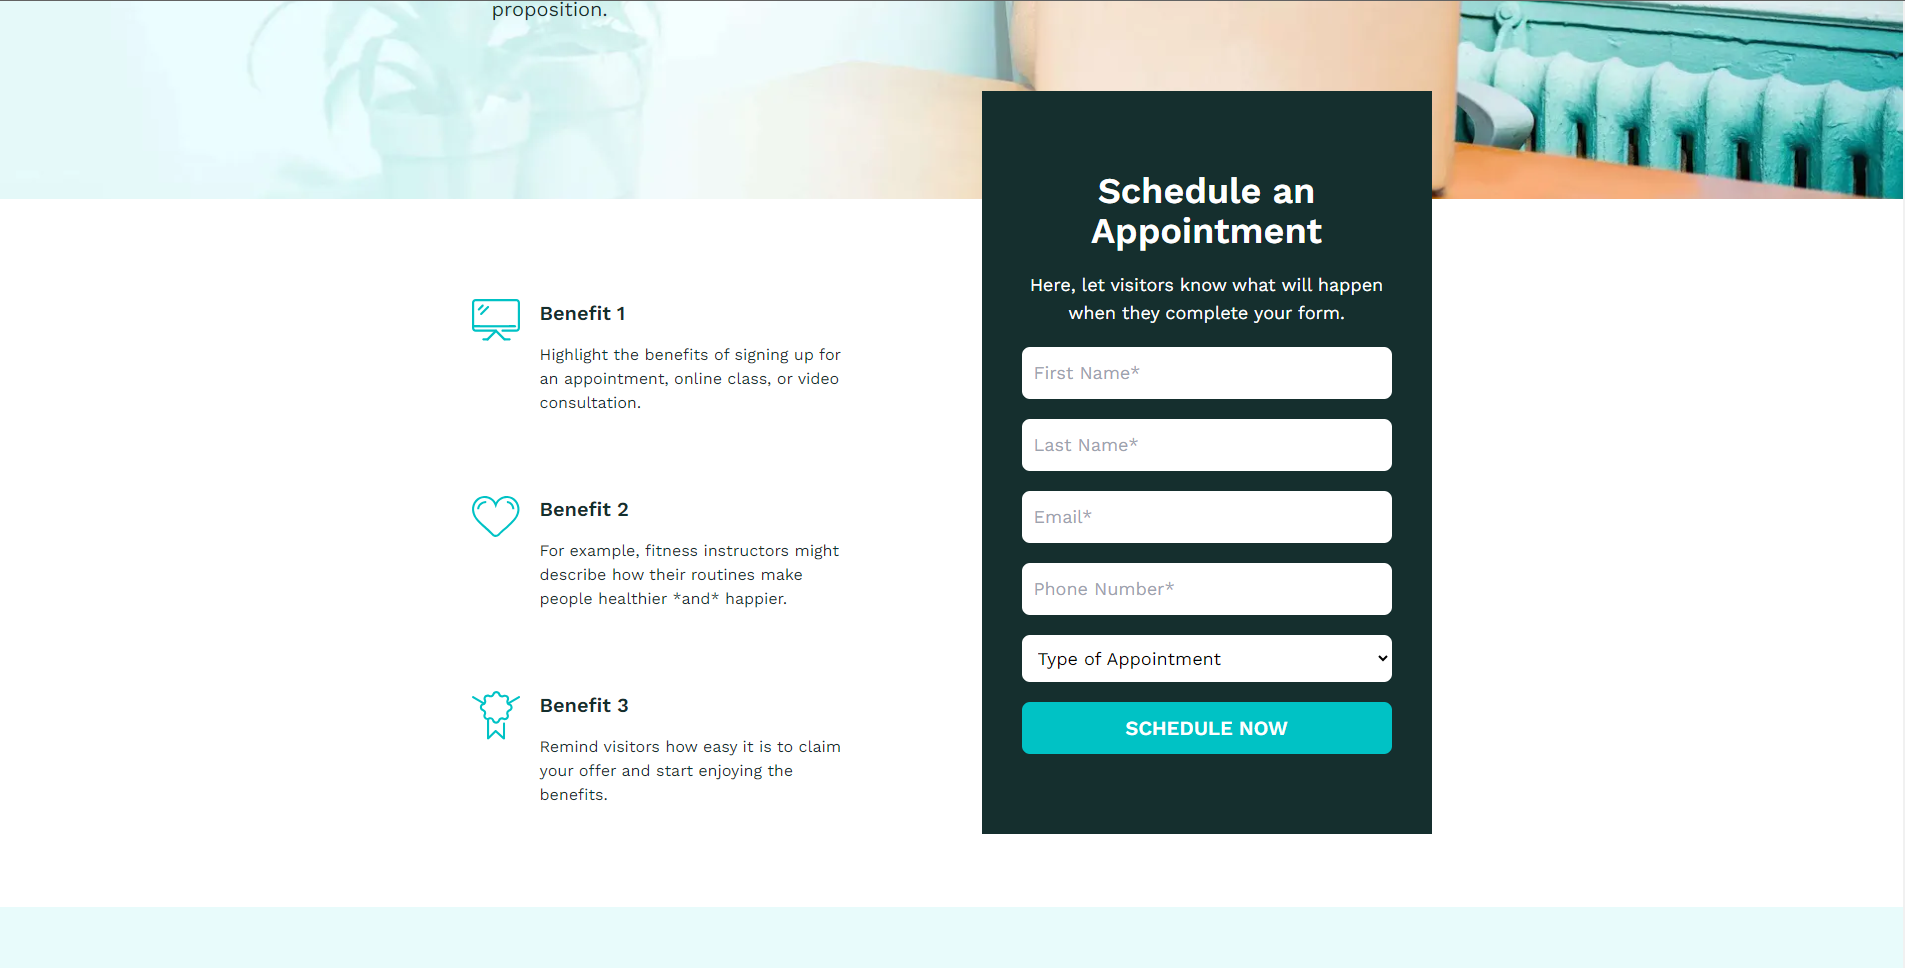 proposition.
Benefit 1
Highlight the benefits of signing up for
an appointment, online class, or video
consultation.
Benefit 2
For example, fitness instructors might
describe how their routines make
people healthier *and* happier.
Benefit 3
Remind visitors how easy it is to claim
your offer and start enjoying the
benefits.
Schedule an
Appointment
Here, let visitors know what will happen
when they complete your form.
First Name*
Last Name*
Email*
Phone Number*
Type of Appointment
SCHEDULE NOW